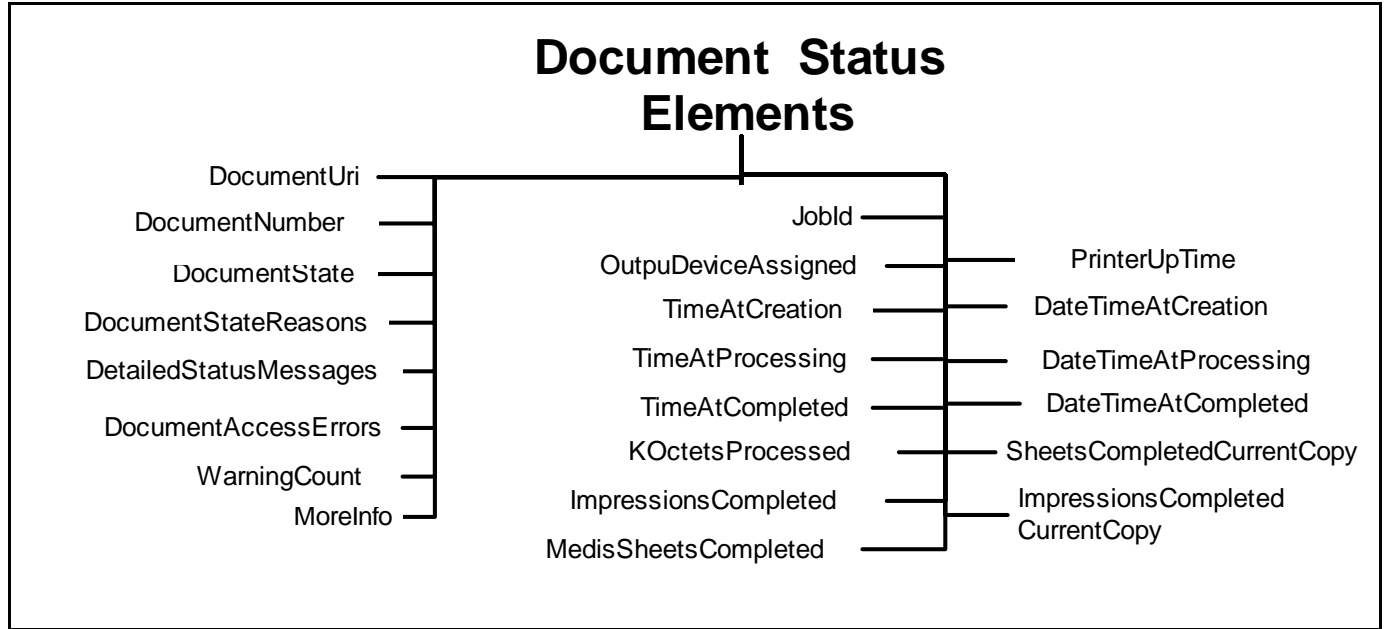 Document Status
Elements
DocumentUri
DocumentNumber
DocumentState
DocumentStateReasons
DetailedStatusMessages
DocumentAccessErrors
WarningCount
MoreInfo
JobId
OutpuDeviceAssigned
TimeAtCreation
TimeAtProcessing
TimeAtCompleted
KOctetsProcessed
ImpressionsCompleted
MedisSheetsCompleted
PrinterUpTime
DateTimeAtCreation
DateTimeAtProcessing
DateTimeAtCompleted
SheetsCompletedCurrentCopy
ImpressionsCompleted
CurrentCopy